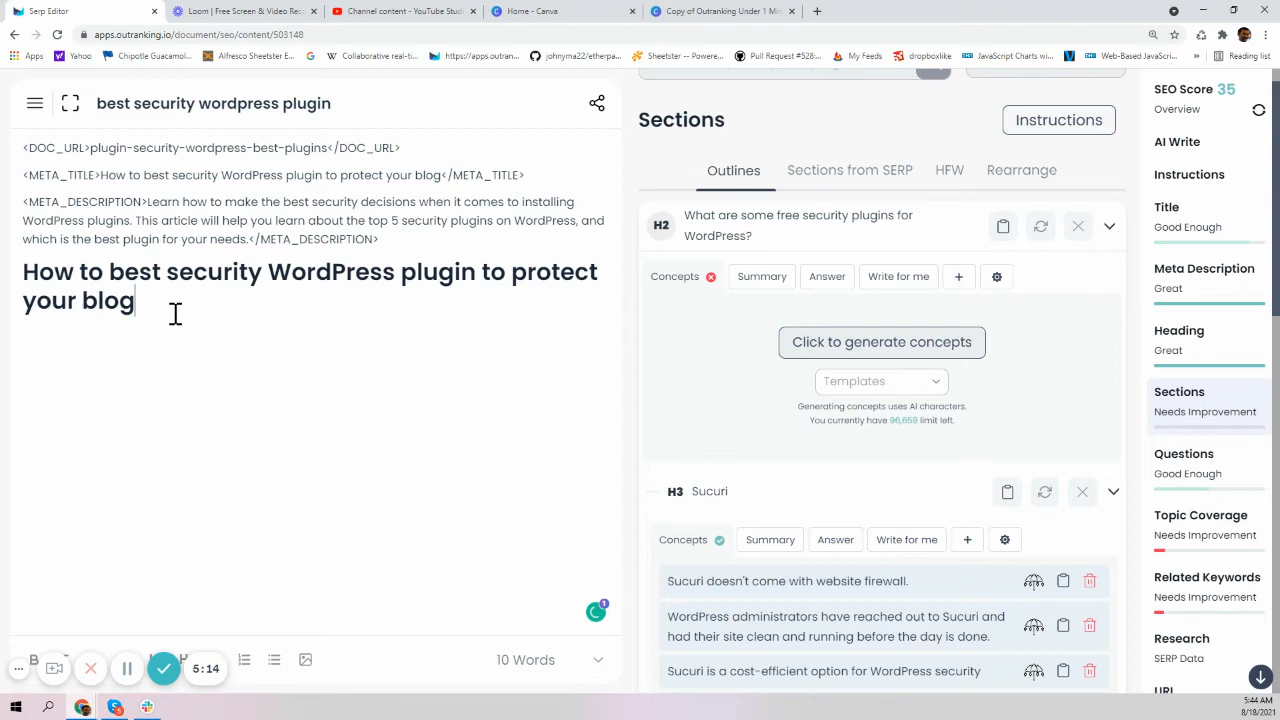 Serp Editor
Loom | Free Screen & Video Rec
Channel content - YouTube Stud
Home - Canva
Copy of Outranking Under 1 Min
apps.outranking.io/document/seo/content/503148
Apps
Yahoo
Chipotle Exercise
Alfresco Sheetster E...
Collaborative real-ti...
https://apps.outran...
johnyma22/etherpa...
Sheetster -- Powere...
Pull Request #528:...
My Feeds
dropboxlike
JavaScript Charts --...
Web-Based JavaScri...
Reading list
best security wordpress plugin
<DOC_URL>plugin-security-wordpress-best-plugins</DOC_URL>
<META_TITLE>How to best security WordPress plugin to protect your blog</META_TITLE>
<META_DESCRIPTION>Learn how to make the best security decisions when it comes to installing
WordPress plugins. This article will help you learn about the top 5 security plugins on WordPress, and
which is the best plugin for your needs.</META_DESCRIPTION>
How to best security WordPress plugin to protect
your blog
1
10 Words
5:14
Sections
Instructions
Outlines
Sections from SERP
HFW
Rearrange
H2
What are some free security plugins for
WordPress?
Concepts
Summary
Answer
Write for me
+
Click to generate concepts
Templates
Generating concepts uses AI characters.
You currently have 96,659 limit left.
H3 Sucuri
Concepts
Summary
Answer
Write for me
+
Sucuri doesn't come with website firewall.
WordPress administrators have reached out to Sucuri and
had their site clean and running before the day is done.
Sucuri is a cost-efficient option for WordPress security
SEO Score 35
Overview
AI Write
Instructions
Title
Good Enough
Meta Description
Great
Heading
Great
Sections
Needs Improvement
Questions
Good Enough
Topic Coverage
Needs Improvement
Related Keywords
Needs Improvement
Research
SERP Data
URL
5:44 AM
8/18/2021